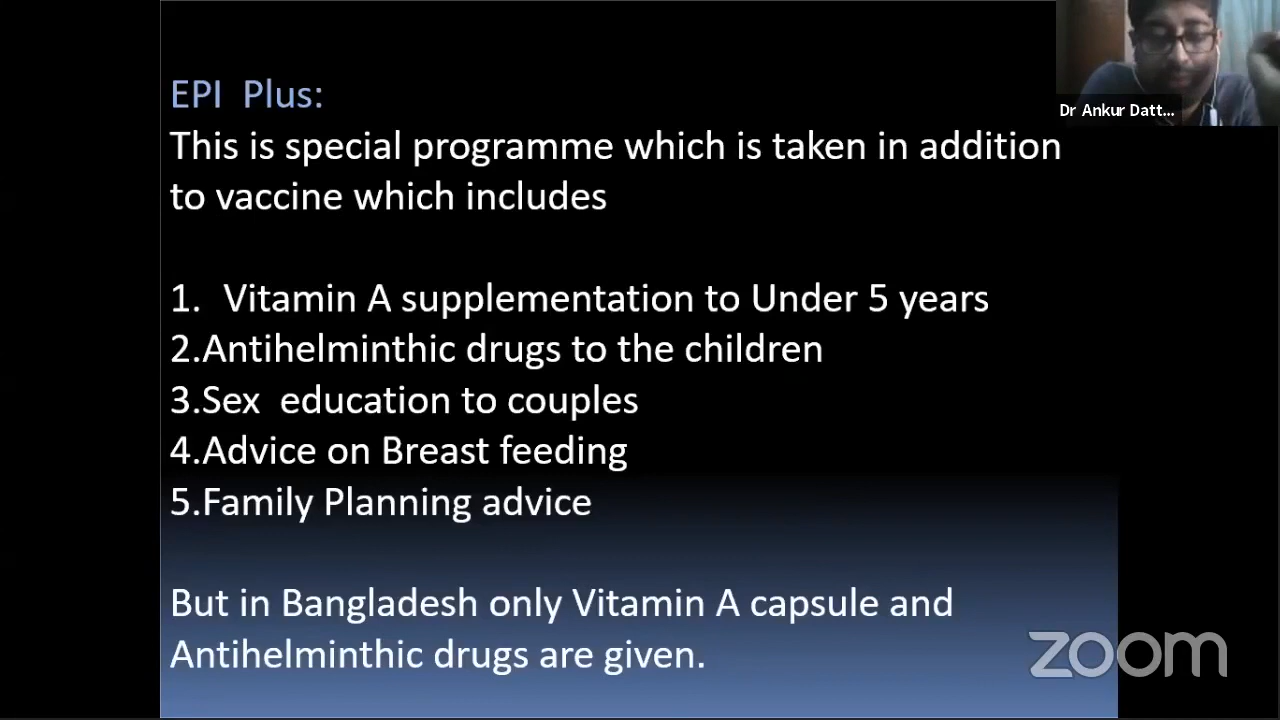 EPI Plus:
This is special programme which is taken in addition
to vaccine which includes
1. Vitamin A supplementation to Under 5 years
2.Antihelminthic drugs to the children
3.Sex education to couples
4.Advice on Breast feeding
5.Family Planning advice
But in Bangladesh only Vitamin A capsule and
Antihelminthic drugs are given.
Dr Ankur Datt...
zoom